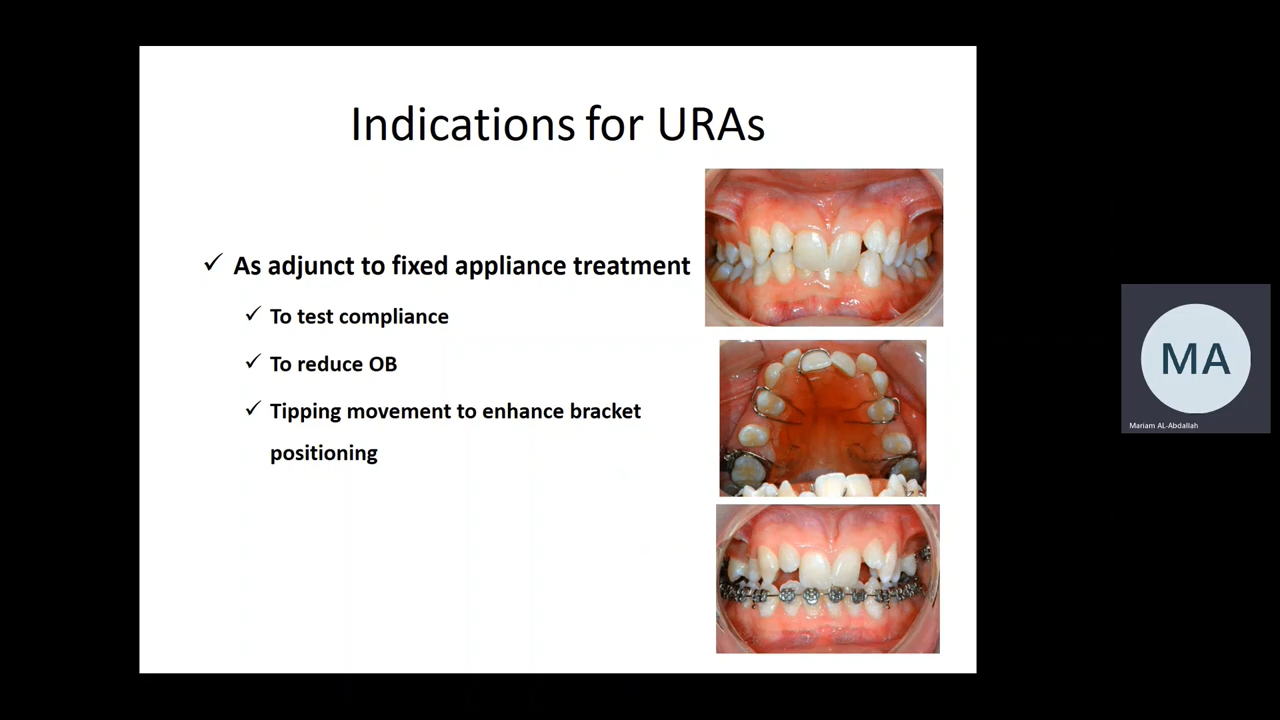 Indications for URAs
✓ As adjunct to fixed appliance treatment
✓ To test compliance
✓ To reduce OB
✓ Tipping movement to enhance bracket
positioning
MA
Mariam AL-Abdallah